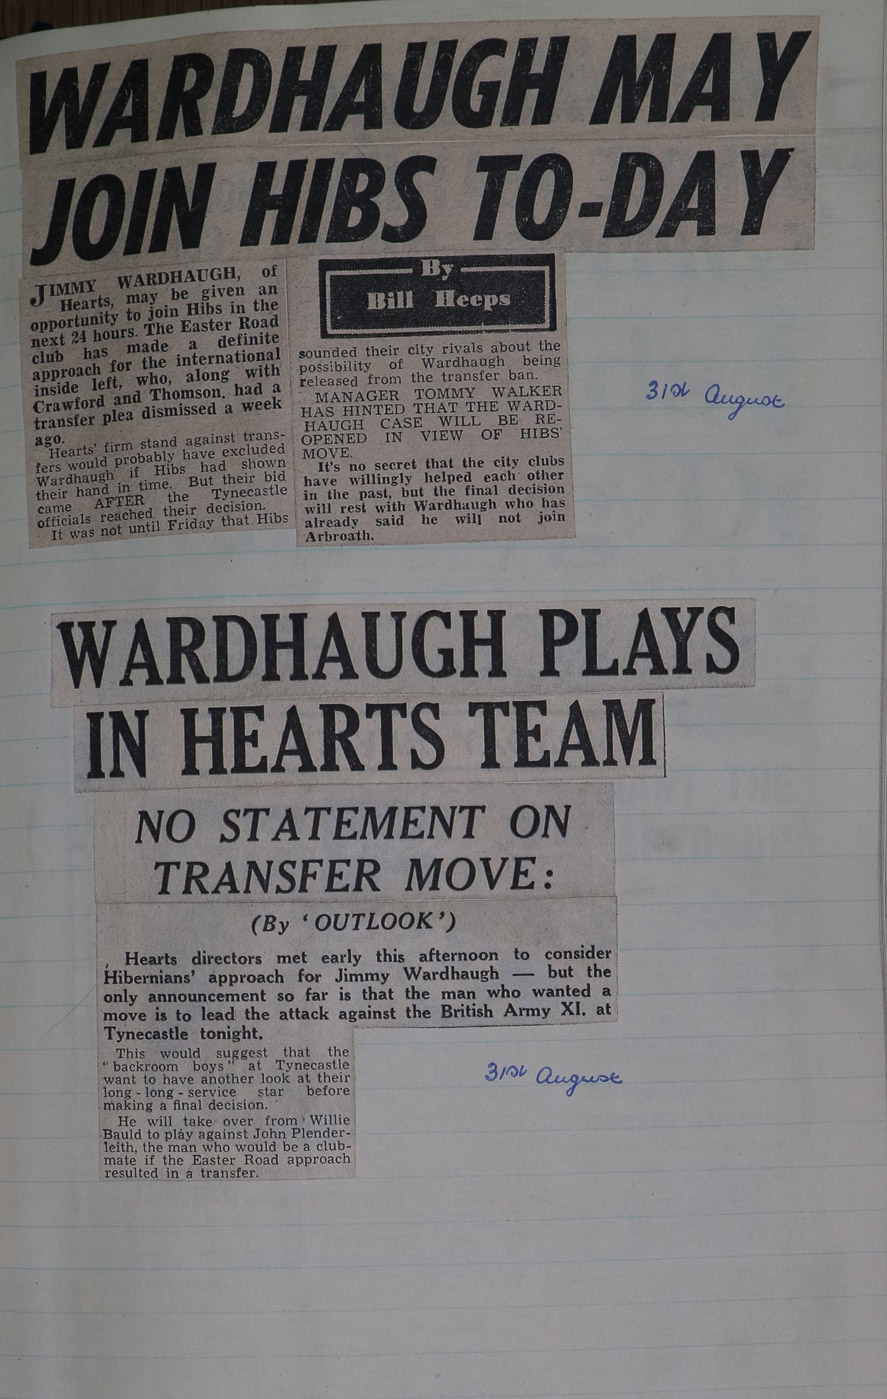 WARDHAUGH MAY
JOIN HIBS TO-DAY
JIMMY WARDHAUGH, of
Hearts, may be given an
opportunity to join Hibs in the
next 24 hours. The Easter Road
club has made a definite
approach for the international
inside left, who, along with
Crawford and Thomson, had a
transfer plea dismissed a week
ago.
Hearts' firm stand against trans-
fers would probably have excluded
Wardhaugh if Hibs had shown
their hand in time. But their bid
came AFTER the Tynecastle
officials reached their decision.
It was not until Friday that Hibs
By
Bill Heeps
sounded their city rivals about the
possibility of Wardhaugh being
released from the transfer ban.
MANAGER TOMMY WALKER
HAS HINTED THAT THE WARD-
HAUGH CASE WILL BE RE-
OPENED IN VIEW OF HIBS'
MOVE.
It's no secret that the city clubs
have willingly helped each other
in the past, but the final decision
will rest with Wardhaugh who has
already said he will not join
Arbroath.
31st August
WARDHAUGH PLAYS
IN HEARTS TEAM
NO STATEMENT ON
TRANSFER MOVE:
(By 'OUTLOOK')
Hearts directors met early this afternoon to consider
Hibernians' approach for Jimmy Wardhaugh — but the
only announcement so far is that the man who wanted a
move is to lead the attack against the British Army XI. at
Tynecastle tonight.
This would suggest that the
"backroom boys" at Tynecastle
want to have another look at their
long-long-service star before
making a final decision.
He will take over from Willie
Bauld to play against John Plender-
leith, the man who would be a club-
mate if the Easter Road approach
resulted in a transfer.
31st August